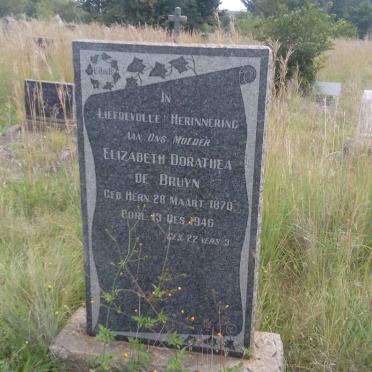 IN
LIEFDEVOLLE HERINNERING
AAN ONS MOEDER
ELIZABETH DORATHEA
DE BRUYN
GEB HERN 28 MAART 1870
OORL 13 DES 1946
GES. 22 VERS 3